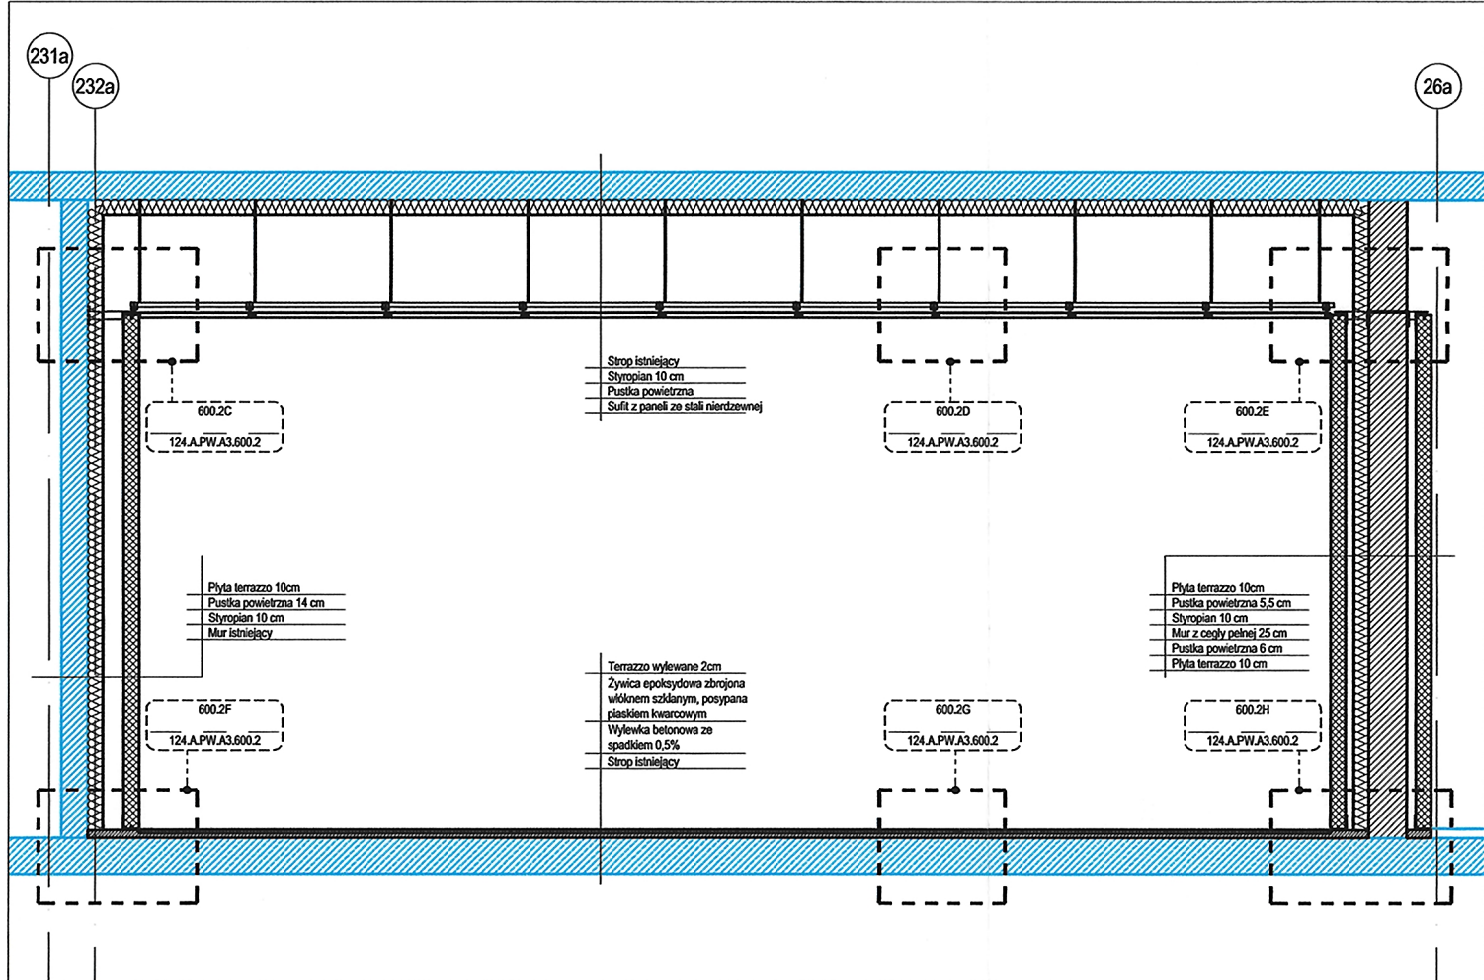 231a
232a
26a
Strop istniejący
Styropian 10 cm
Pustka powietrzna
Sufit z paneli ze stali nierdzewnej
600.2C
124.A.PW.A3.600.2
600.2D
124.A.PW.A3.600.2
600.2E
124.A.PW.A3.600.2
Płyta terrazzo 10cm
Pustka powietrzna 14 cm
Styropian 10 cm
Mur istniejący
Płyta terrazzo 10cm
Pustka powietrzna 5,5 cm
Styropian 10 cm
Mur z cegły pełnej 25 cm
Pustka powietrzna 6 cm
Płyta terrazzo 10 cm
Terrazzo wylewane 2cm
Żywica epoksydowa zbrojona
włóknem szklanym, posypana
piaskiem kwarcowym
Wylewka betonowa ze
spadkiem 0,5%
Strop istniejący
600.2F
124.A.PW.A3.600.2
600.2G
124.A.PW.A3.600.2
600.2H
124.A.PW.A3.600.2